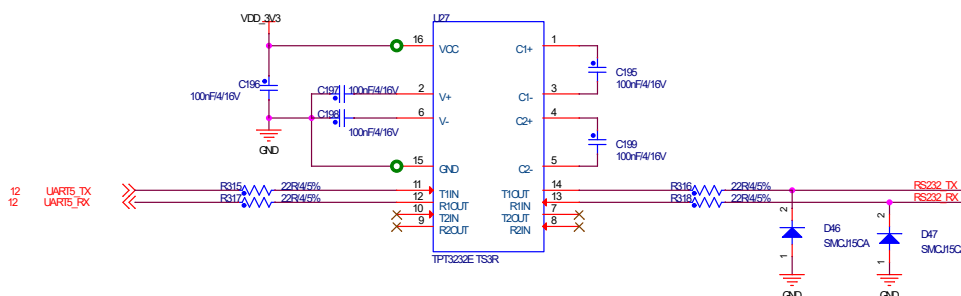 U27
VDD_3V3
16
VCC
C1+
1
C196
100nF/4/16V
C195
100nF/4/16V
C197
100nF/4/16V
2
V+
C1-
3
C198
100nF/4/16V
6
V-
C2+
4
GND
C199
100nF/4/16V
15
GND
C2-
5
12
UART5_TX
R315
22R/4/5%
11
T1IN
T1OUT
14
R316
22R/4/5%
RS232_TX
12
UART5_RX
R317
22R/4/5%
12
R1OUT
R1IN
13
R318
22R/4/5%
RS232_RX
10
T2IN
T2OUT
7
9
R2OUT
R2IN
8
TPT3232E TS3R
2
D46
SMCJ15CA
1
GND
2
D47
SMCJ15CA
1
GND